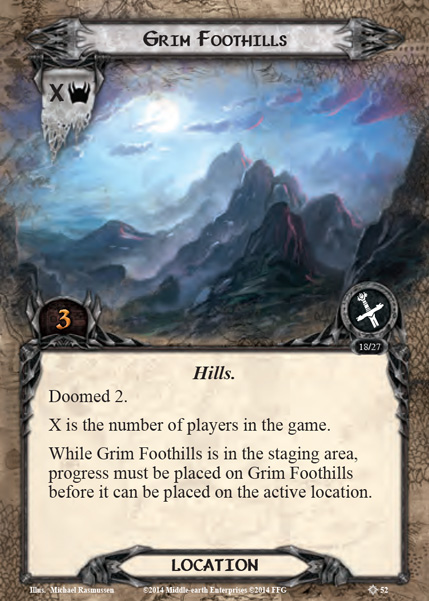 Grim Foothills
X
3
18/27
Hills.
Doomed 2.
X is the number of players in the game.
While Grim Foothills is in the staging area,
progress must be placed on Grim Foothills
before it can be placed on the active location.
LOCATION
Illus. Michael Rasmussen ©2014 Middle-earth Enterprises ©2014 FFG 52